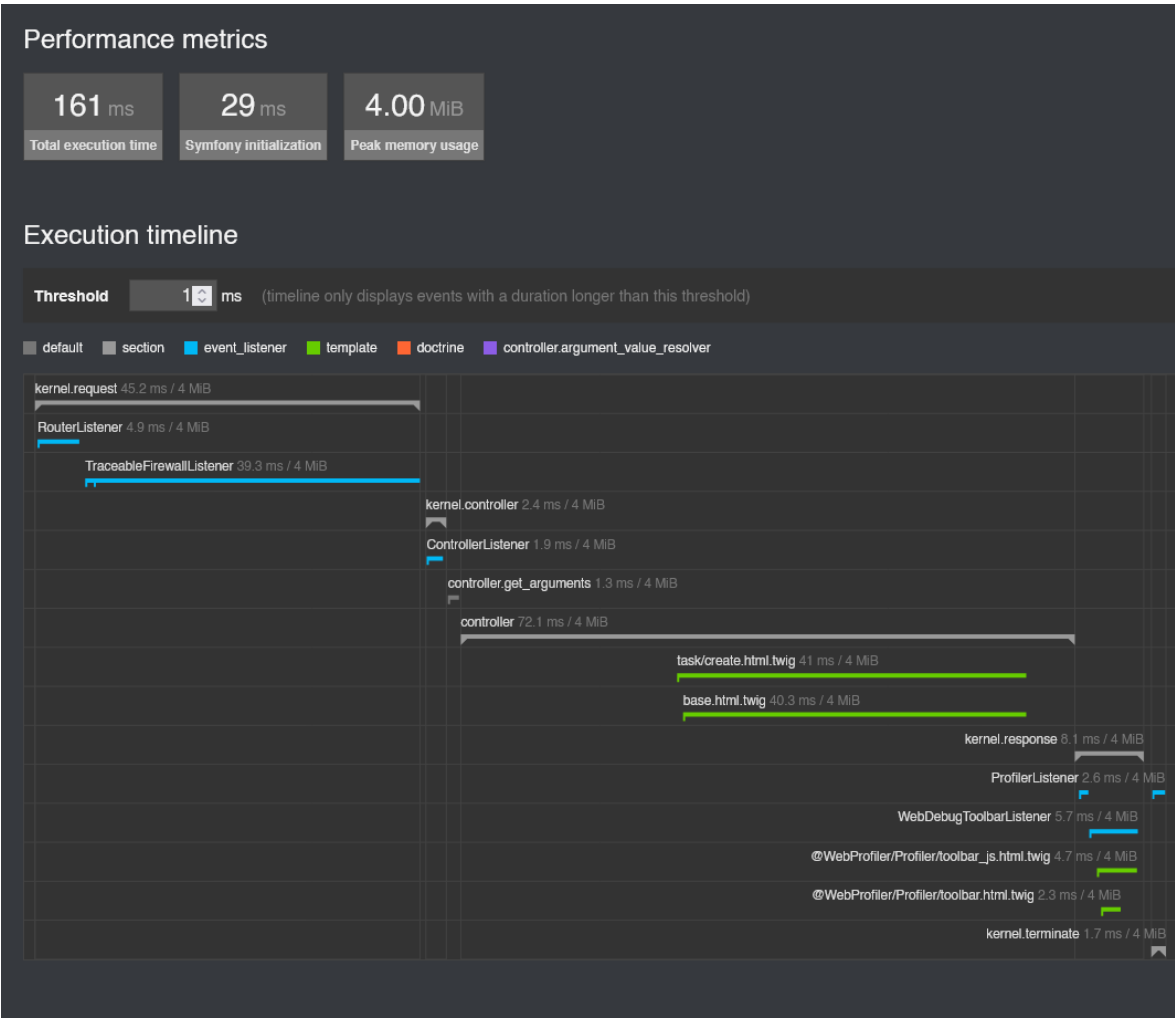 Performance metrics
161 ms
Total execution time
29 ms
Symfony initialization
4.00 MiB
Peak memory usage
Execution timeline
Threshold 1 ms (timeline only displays events with a duration longer than this threshold)
default section event_listener template doctrine controller.argument_value_resolver
kernel.request 45.2 ms / 4 MiB
RouterListener 4.9 ms / 4 MiB
TraceableFirewallListener 39.3 ms / 4 MiB
kernel.controller 2.4 ms / 4 MiB
ControllerListener 1.9 ms / 4 MiB
controller.get_arguments 1.3 ms / 4 MiB
controller 72.1 ms / 4 MiB
task/create.html.twig 41 ms / 4 MiB
base.html.twig 40.3 ms / 4 MiB
kernel.response 8.1 ms / 4 MiB
ProfilerListener 2.6 ms / 4 MiB
WebDebugToolbarListener 5.7 ms / 4 MiB
@WebProfiler/Profiler/toolbar_js.html.twig 4.7 ms / 4 MiB
@WebProfiler/Profiler/toolbar.html.twig 2.3 ms / 4 MiB
kernel.terminate 1.7 ms / 4 MiB